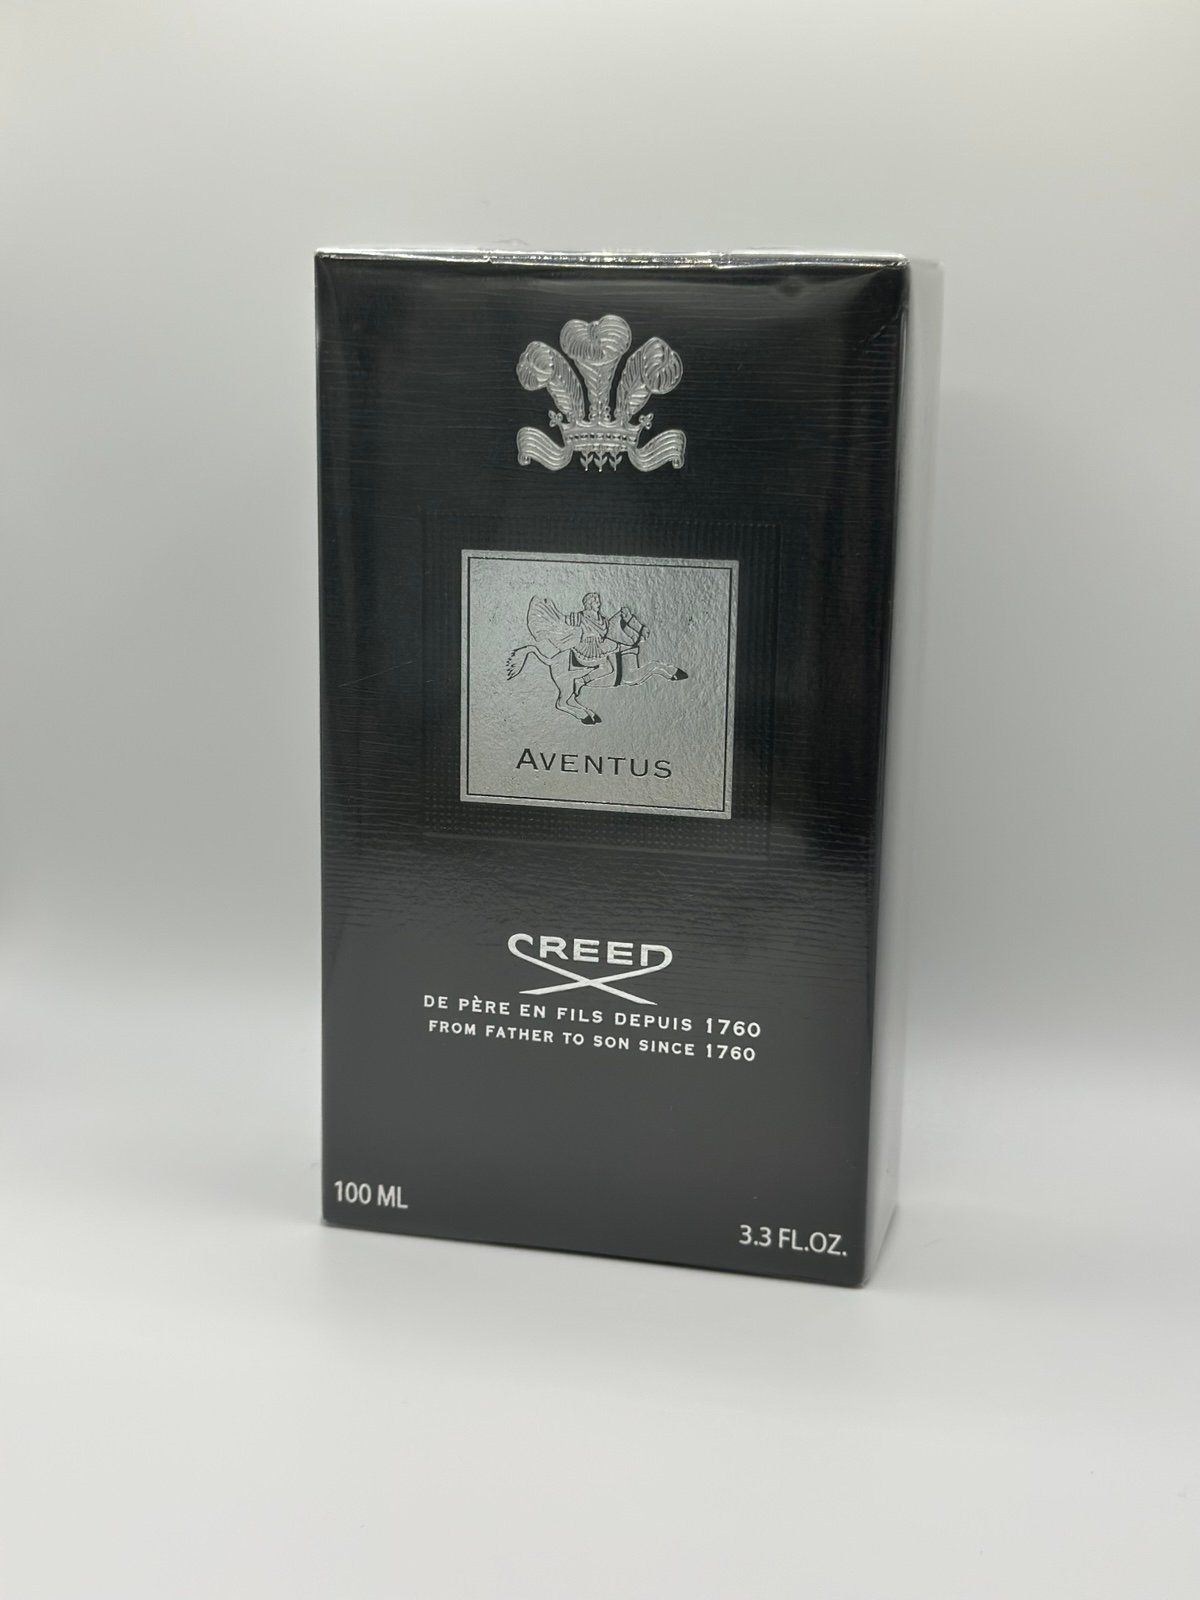 AVENTUS
CREED
DE PÈRE EN FILS DEPUIS 1760
FROM FATHER TO SON SINCE 1760
100 ML
3.3 FL.OZ.